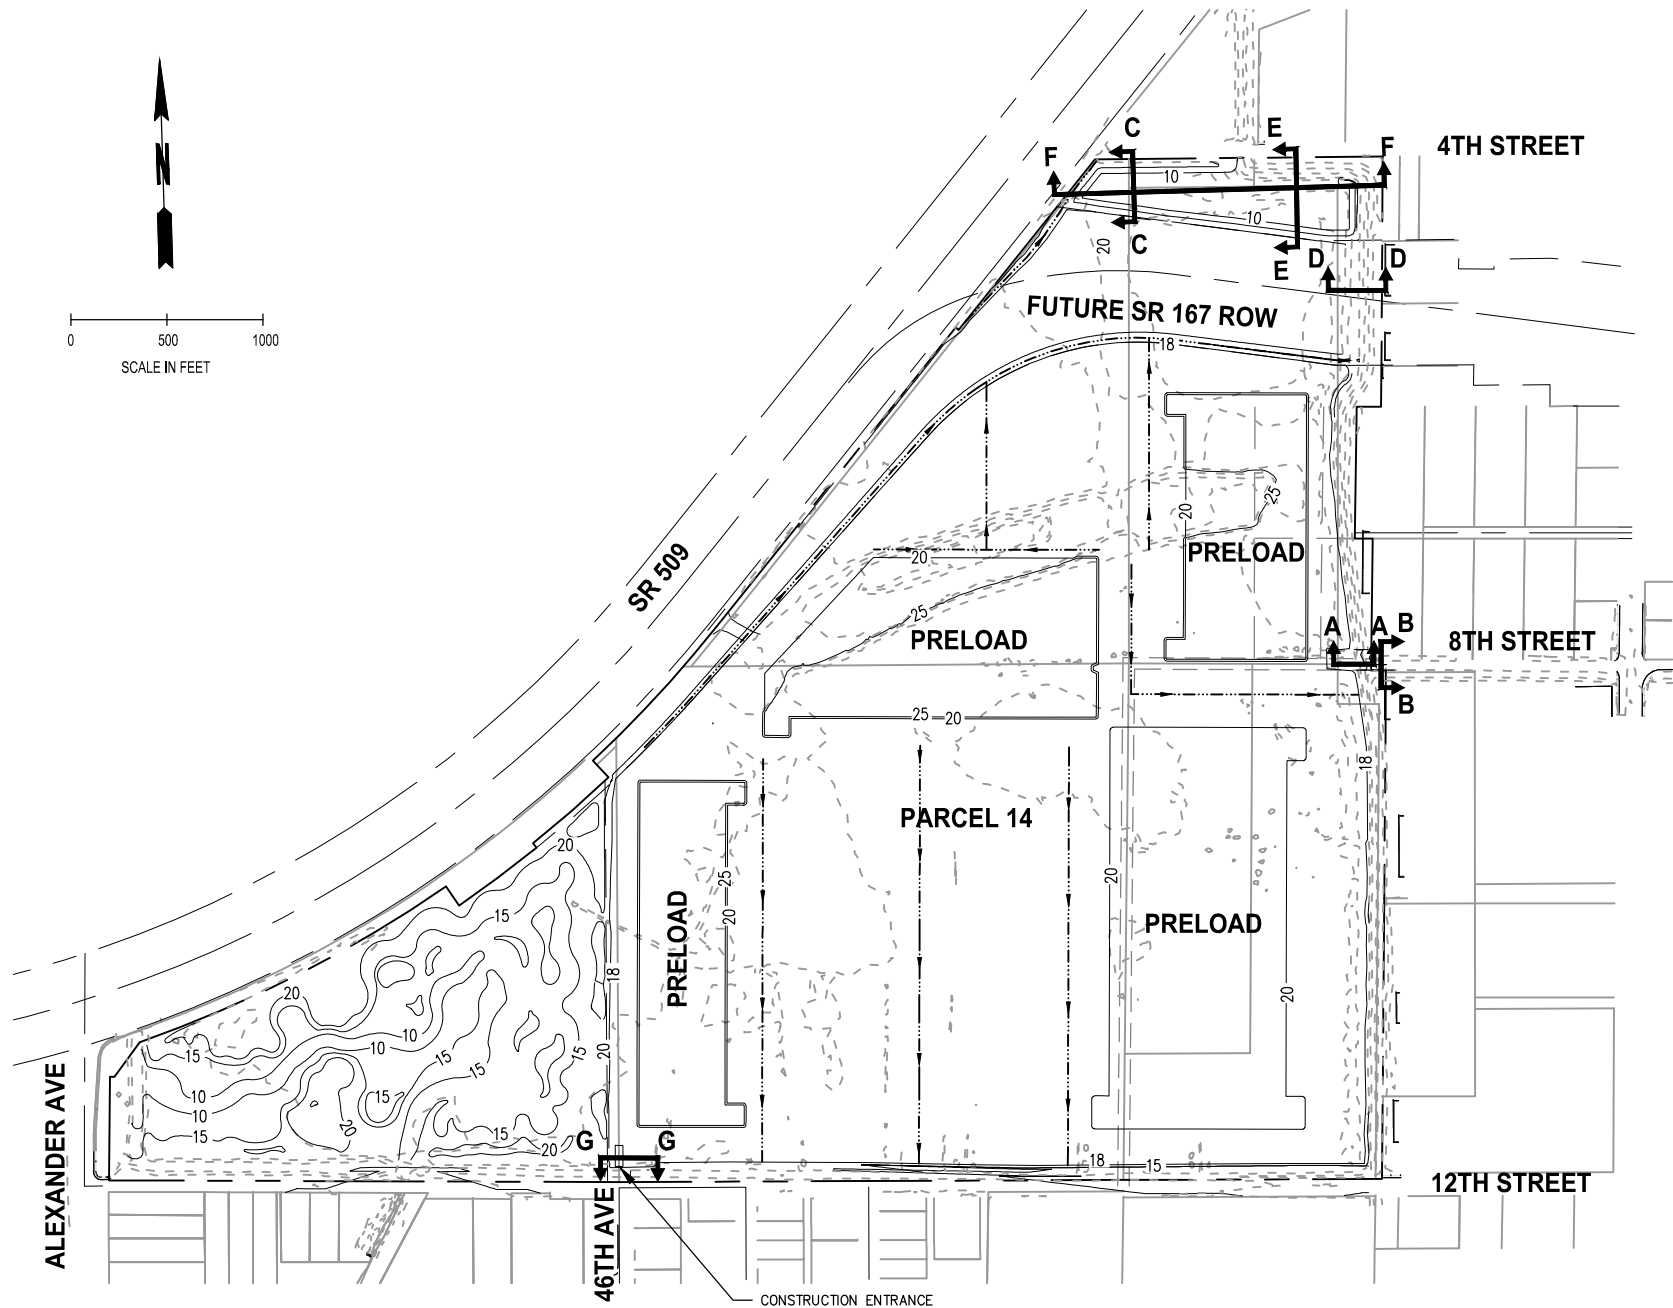 C
E
F
F
4TH STREET
10
10
N
20
C
E
D
D
FUTURE SR 167 ROW
0
500
1000
SCALE IN FEET
18
25
20
PRELOAD
20
SR 509
25
PRELOAD
A
A
B
8TH STREET
B
25
20
18
PARCEL 14
20
20
25
20
15
PRELOAD
PRELOAD
18
20
20
10
10
15
15
15
15
20
10
10
15
15
20
15
20
G
G
18
15
12TH STREET
ALEXANDER AVE
46TH AVE
CONSTRUCTION ENTRANCE